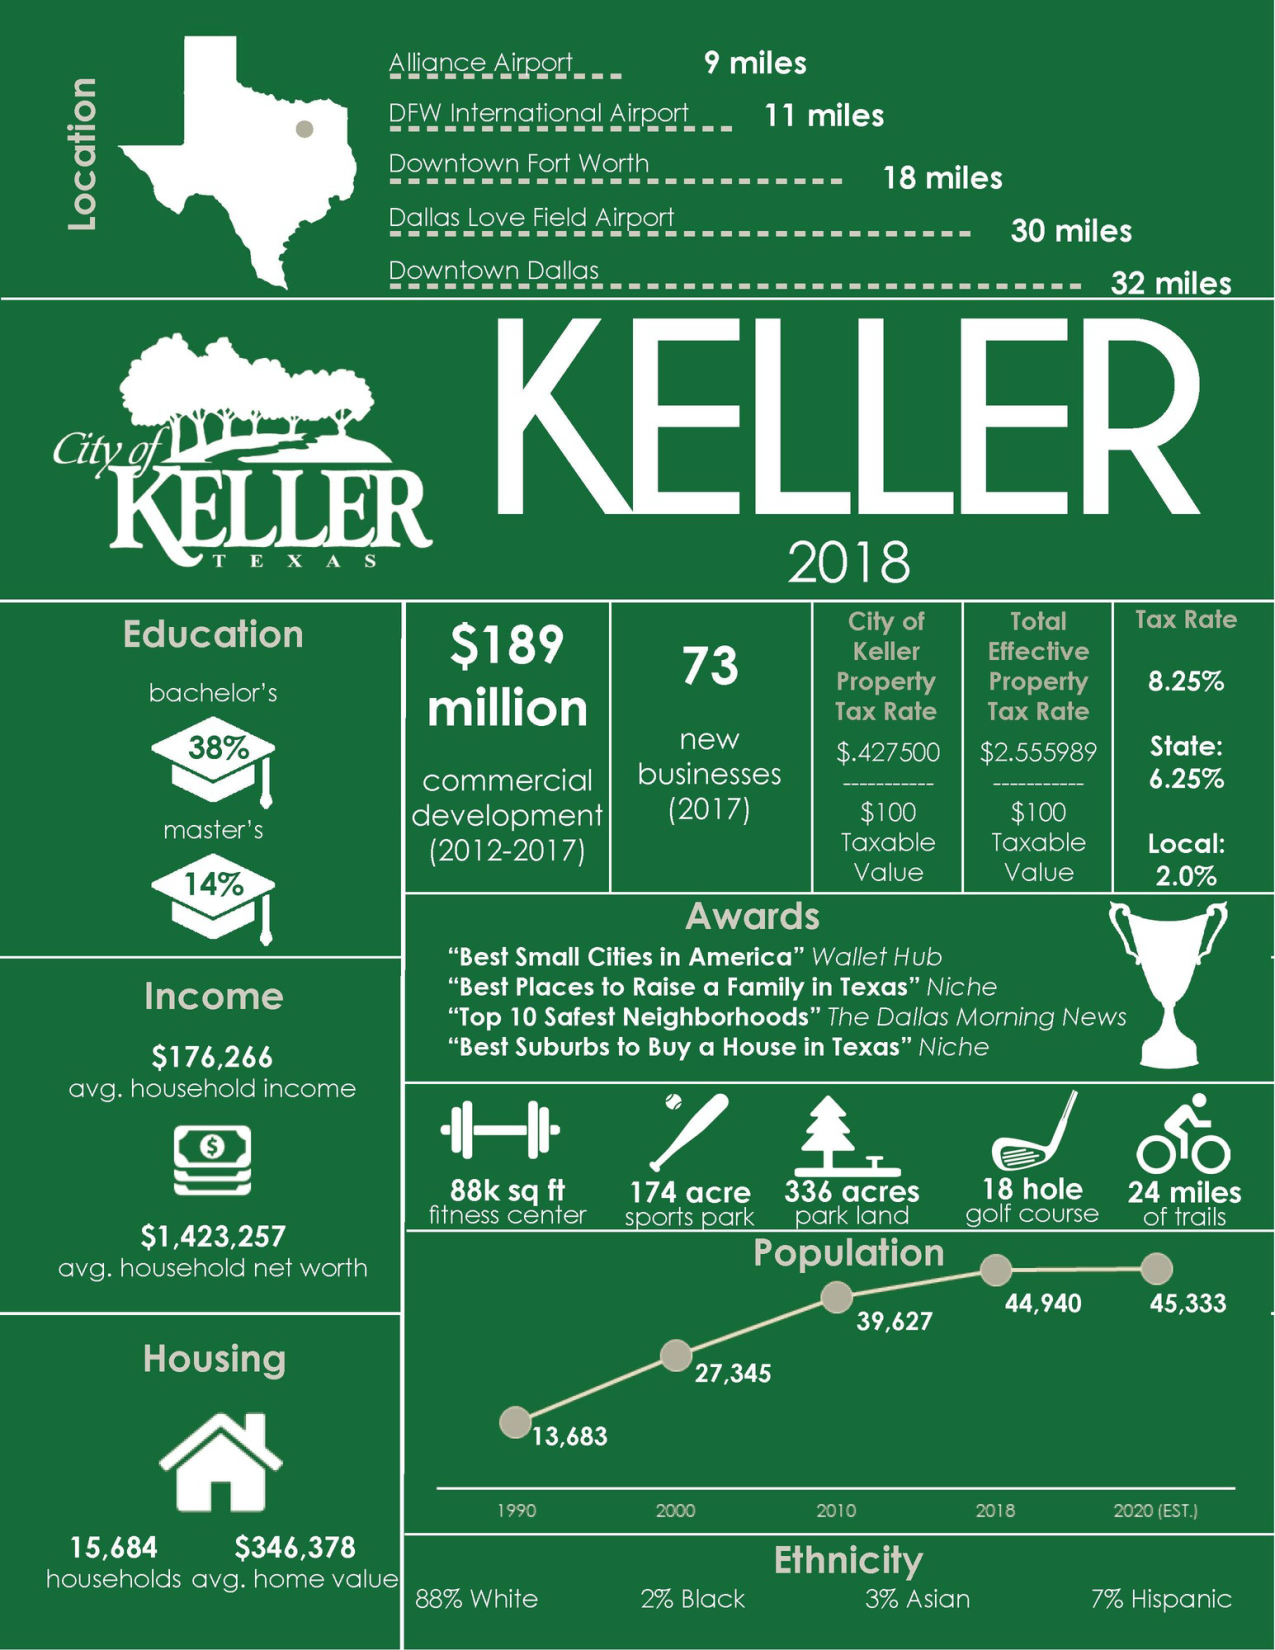 Location
Alliance Airport 9 miles
DFW International Airport 11 miles
Downtown Fort Worth 18 miles
Dallas Love Field Airport 30 miles
Downtown Dallas 32 miles
City of
KELLER
TEXAS
KELLER
2018
Education
bachelor's
38%
master's
14%
Income
$176,266
avg. household income
$
$1,423,257
avg. household net worth
Housing
15,684 $346,378
households avg. home value
$189
million
commercial
development
(2012-2017)
73
new
businesses
(2017)
City of
Keller
Property
Tax Rate
$.427500
-----------
$100
Taxable
Value
Total
Effective
Property
Tax Rate
$2.555989
-----------
$100
Taxable
Value
Tax Rate
8.25%
State:
6.25%
Local:
2.0%
Awards
“Best Small Cities in America” Wallet Hub
“Best Places to Raise a Family in Texas” Niche
“Top 10 Safest Neighborhoods” The Dallas Morning News
“Best Suburbs to Buy a House in Texas” Niche
88k sq ft
fitness center
174 acre
sports park
336 acres
park land
18 hole
golf course
24 miles
of trails
Population
13,683
27,345
39,627
44,940
45,333
1990 2000 2010 2018 2020 (EST.)
Ethnicity
88% White 2% Black 3% Asian 7% Hispanic